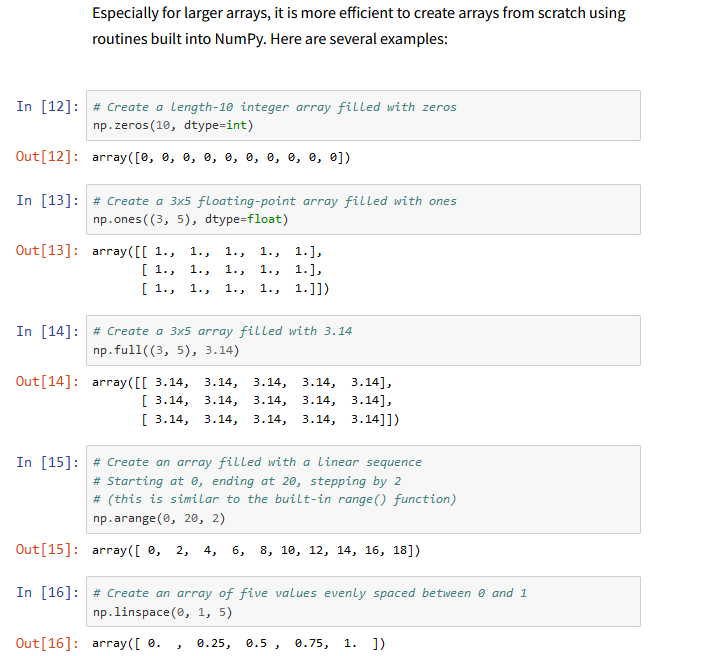 Especially for larger arrays, it is more efficient to create arrays from scratch using
routines built into NumPy. Here are several examples:
In [12]: # Create a length-10 integer array filled with zeros
np.zeros(10, dtype=int)
Out[12]: array([0, 0, 0, 0, 0, 0, 0, 0, 0, 0])
In [13]: # Create a 3x5 floating-point array filled with ones
np.ones((3, 5), dtype=float)
Out[13]: array([[ 1.,  1.,  1.,  1.,  1.],
[ 1.,  1.,  1.,  1.,  1.],
[ 1.,  1.,  1.,  1.,  1.]])
In [14]: # Create a 3x5 array filled with 3.14
np.full((3, 5), 3.14)
Out[14]: array([[ 3.14,  3.14,  3.14,  3.14,  3.14],
[ 3.14,  3.14,  3.14,  3.14,  3.14],
[ 3.14,  3.14,  3.14,  3.14,  3.14]])
In [15]: # Create an array filled with a linear sequence
# Starting at 0, ending at 20, stepping by 2
# (this is similar to the built-in range() function)
np.arange(0, 20, 2)
Out[15]: array([ 0,  2,  4,  6,  8, 10, 12, 14, 16, 18])
In [16]: # Create an array of five values evenly spaced between 0 and 1
np.linspace(0, 1, 5)
Out[16]: array([ 0.  ,  0.25,  0.5 ,  0.75,  1.  ])